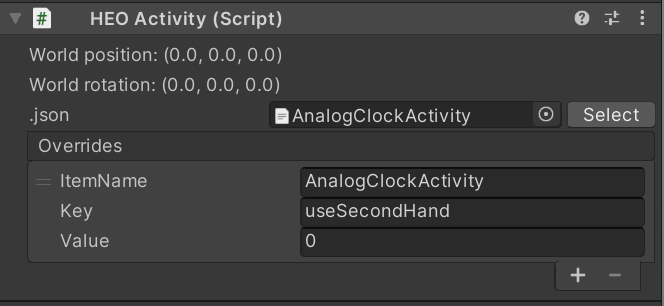 HEO Activity (Script)
World position: (0.0, 0.0, 0.0)
World rotation: (0.0, 0.0, 0.0)
.json AnalogClockActivity Select
Overrides
ItemName AnalogClockActivity
Key useSecondHand
Value 0